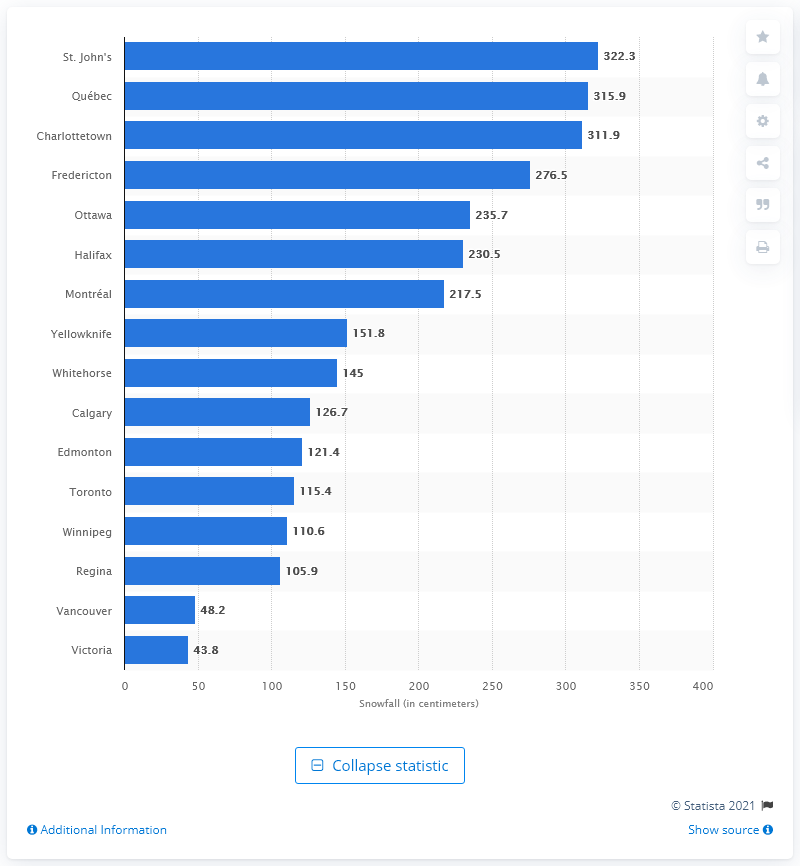 St. John's 322.3
Québec 315.9
Charlottetown 311.9
Fredericton 276.5
Ottawa 235.7
Halifax 230.5
Montréal 217.5
Yellowknife 151.8
Whitehorse 145
Calgary 126.7
Edmonton 121.4
Toronto 115.4
Winnipeg 110.6
Regina 105.9
Vancouver 48.2
Victoria 43.8
0 50 100 150 200 250 300 350 400
Snowfall (in centimeters)
Collapse statistic
© Statista 2021
Additional Information
Show source